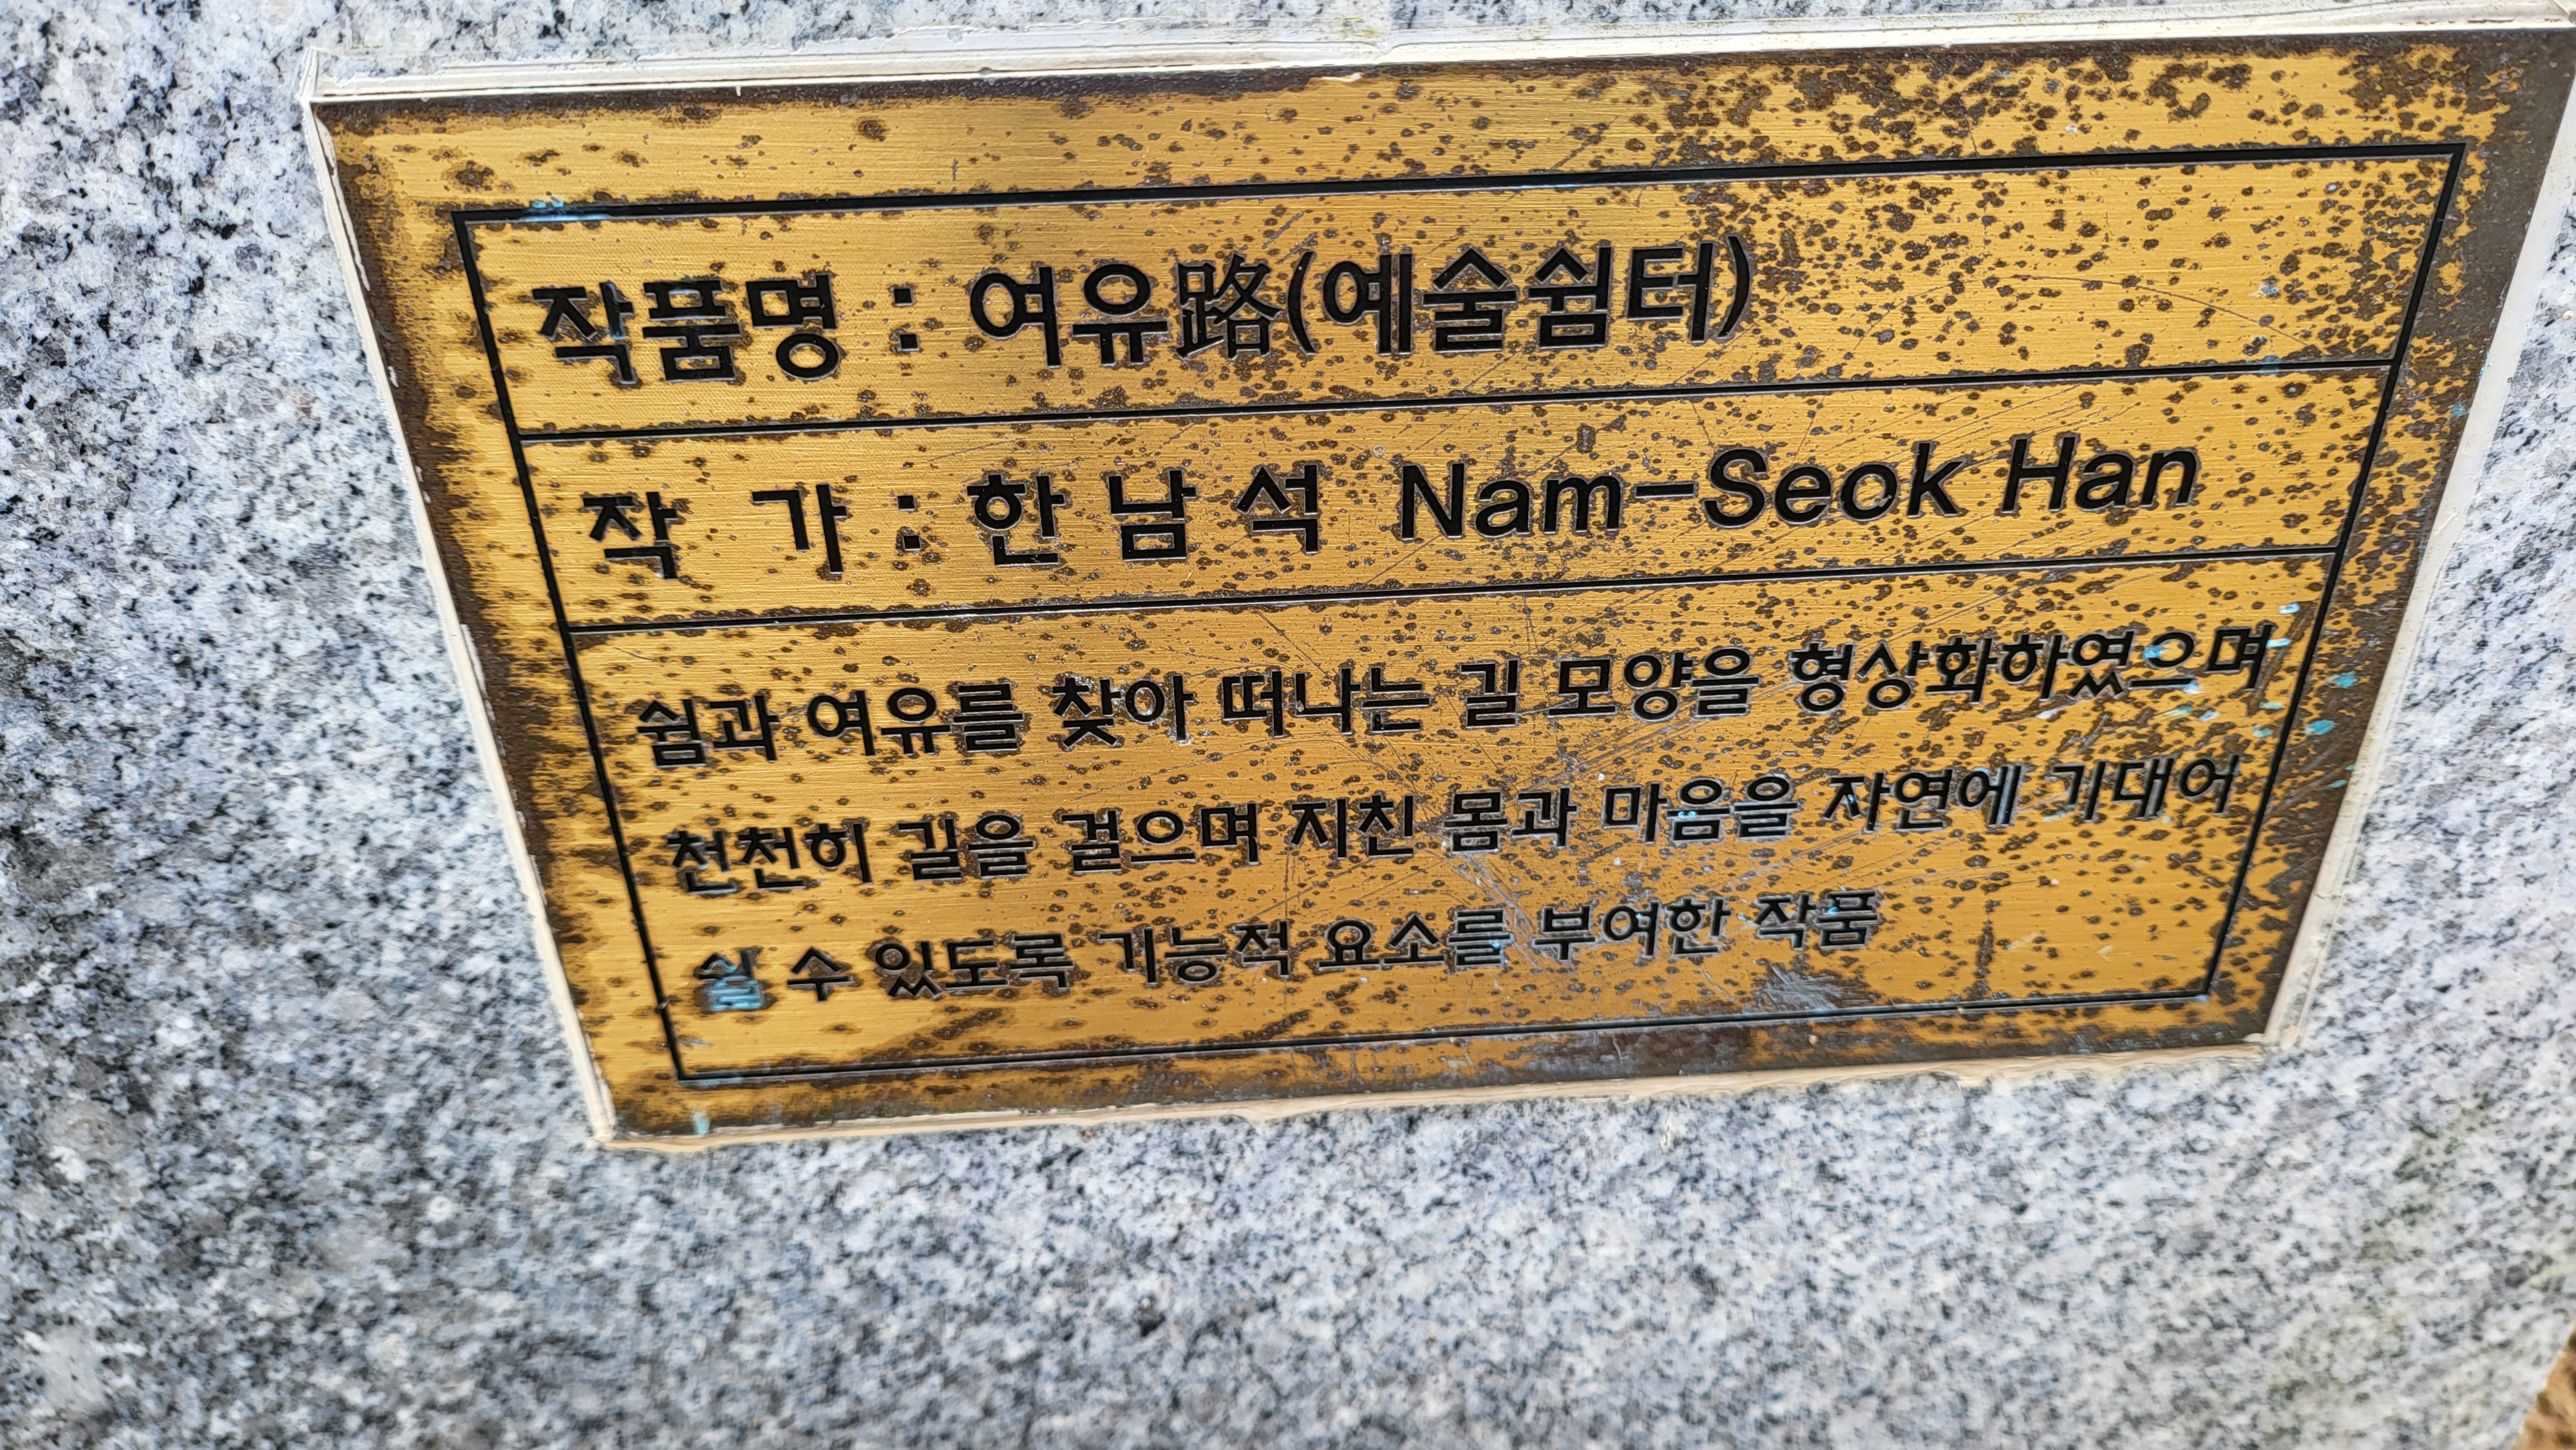 작품명 : 여유路(예술쉼터)
작 가 : 한 남 석 Nam-Seok Han
쉼과 여유를 찾아 떠나는 길 모양을 형상화하였으며
천천히 길을 걸으며 지친 몸과 마음을 자연에 기대어
쉴 수 있도록 기능적 요소를 부여한 작품